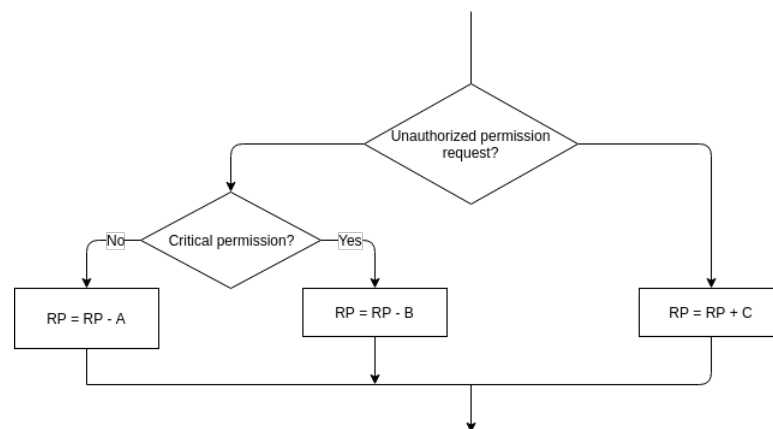 Unauthorized permission
request?
Critical permission?
No
Yes
RP = RP - A
RP = RP - B
RP = RP + C